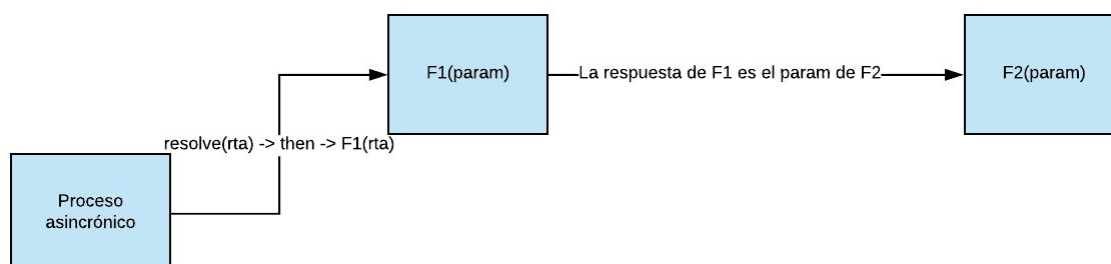 F1(param)
La respuesta de F1 es el param de F2
F2(param)
resolve(rta) -> then -> F1(rta)
Proceso
asincrónico